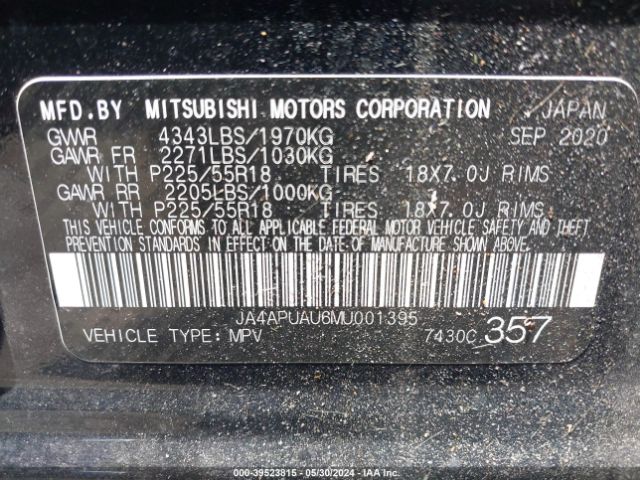 MFD.BY MITSUBISHI MOTORS CORPORATION JAPAN
GVWR 4343LBS/1970KG SEP 2020
GAWR FR 2271LBS/1030KG
WITH P225/55R18 TIRES 18X7.0J RIMS
GAWR RR 2205LBS/1000KG
WITH P225/55R18 TIRES 18X7.0J RIMS
THIS VEHICLE CONFORMS TO ALL APPLICABLE FEDERAL MOTOR VEHICLE SAFETY AND THEFT
PREVENTION STANDARDS IN EFFECT ON THE DATE OF MANUFACTURE SHOWN ABOVE.
JA4APUAU6MU001395
VEHICLE TYPE: MPV 7430C 357
000-39523815 - 05/30/2024 - IAA Inc.